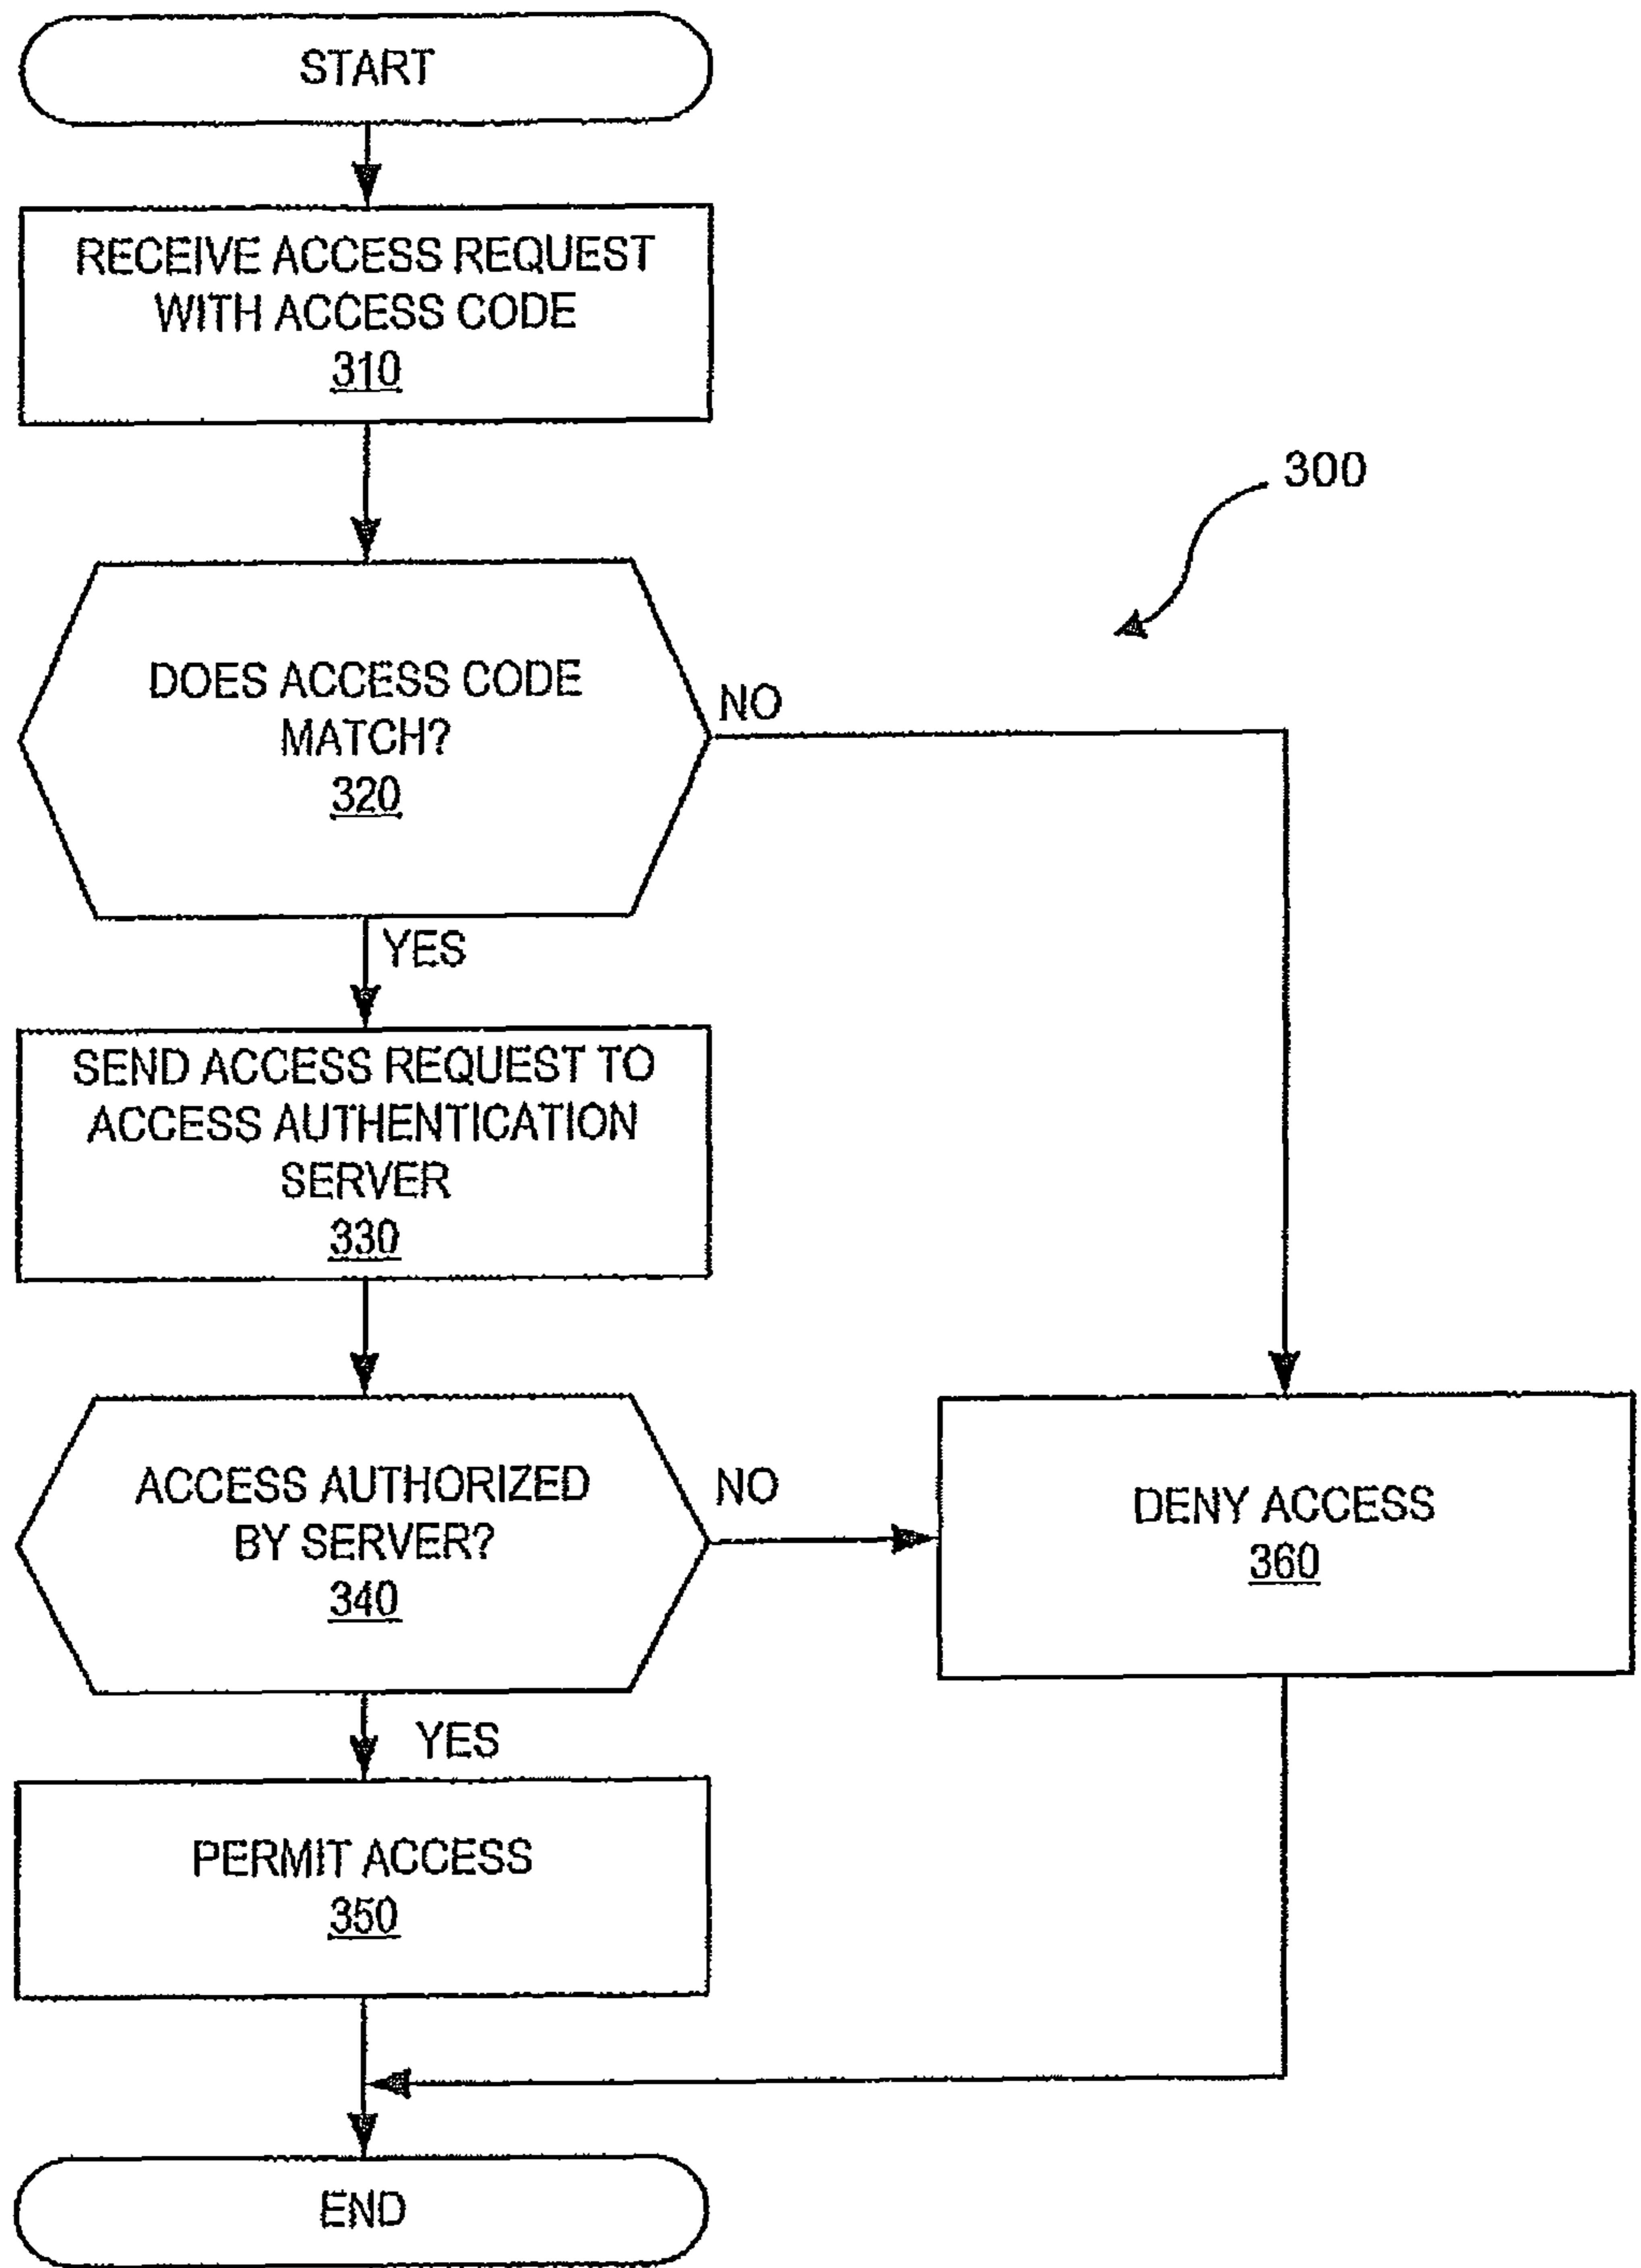 START
RECEIVE ACCESS REQUEST
WITH ACCESS CODE
310
300
DOES ACCESS CODE
MATCH?
320
NO
YES
SEND ACCESS REQUEST TO
ACCESS AUTHENTICATION
SERVER
330
ACCESS AUTHORIZED
BY SERVER?
340
NO
DENY ACCESS
360
YES
PERMIT ACCESS
350
END